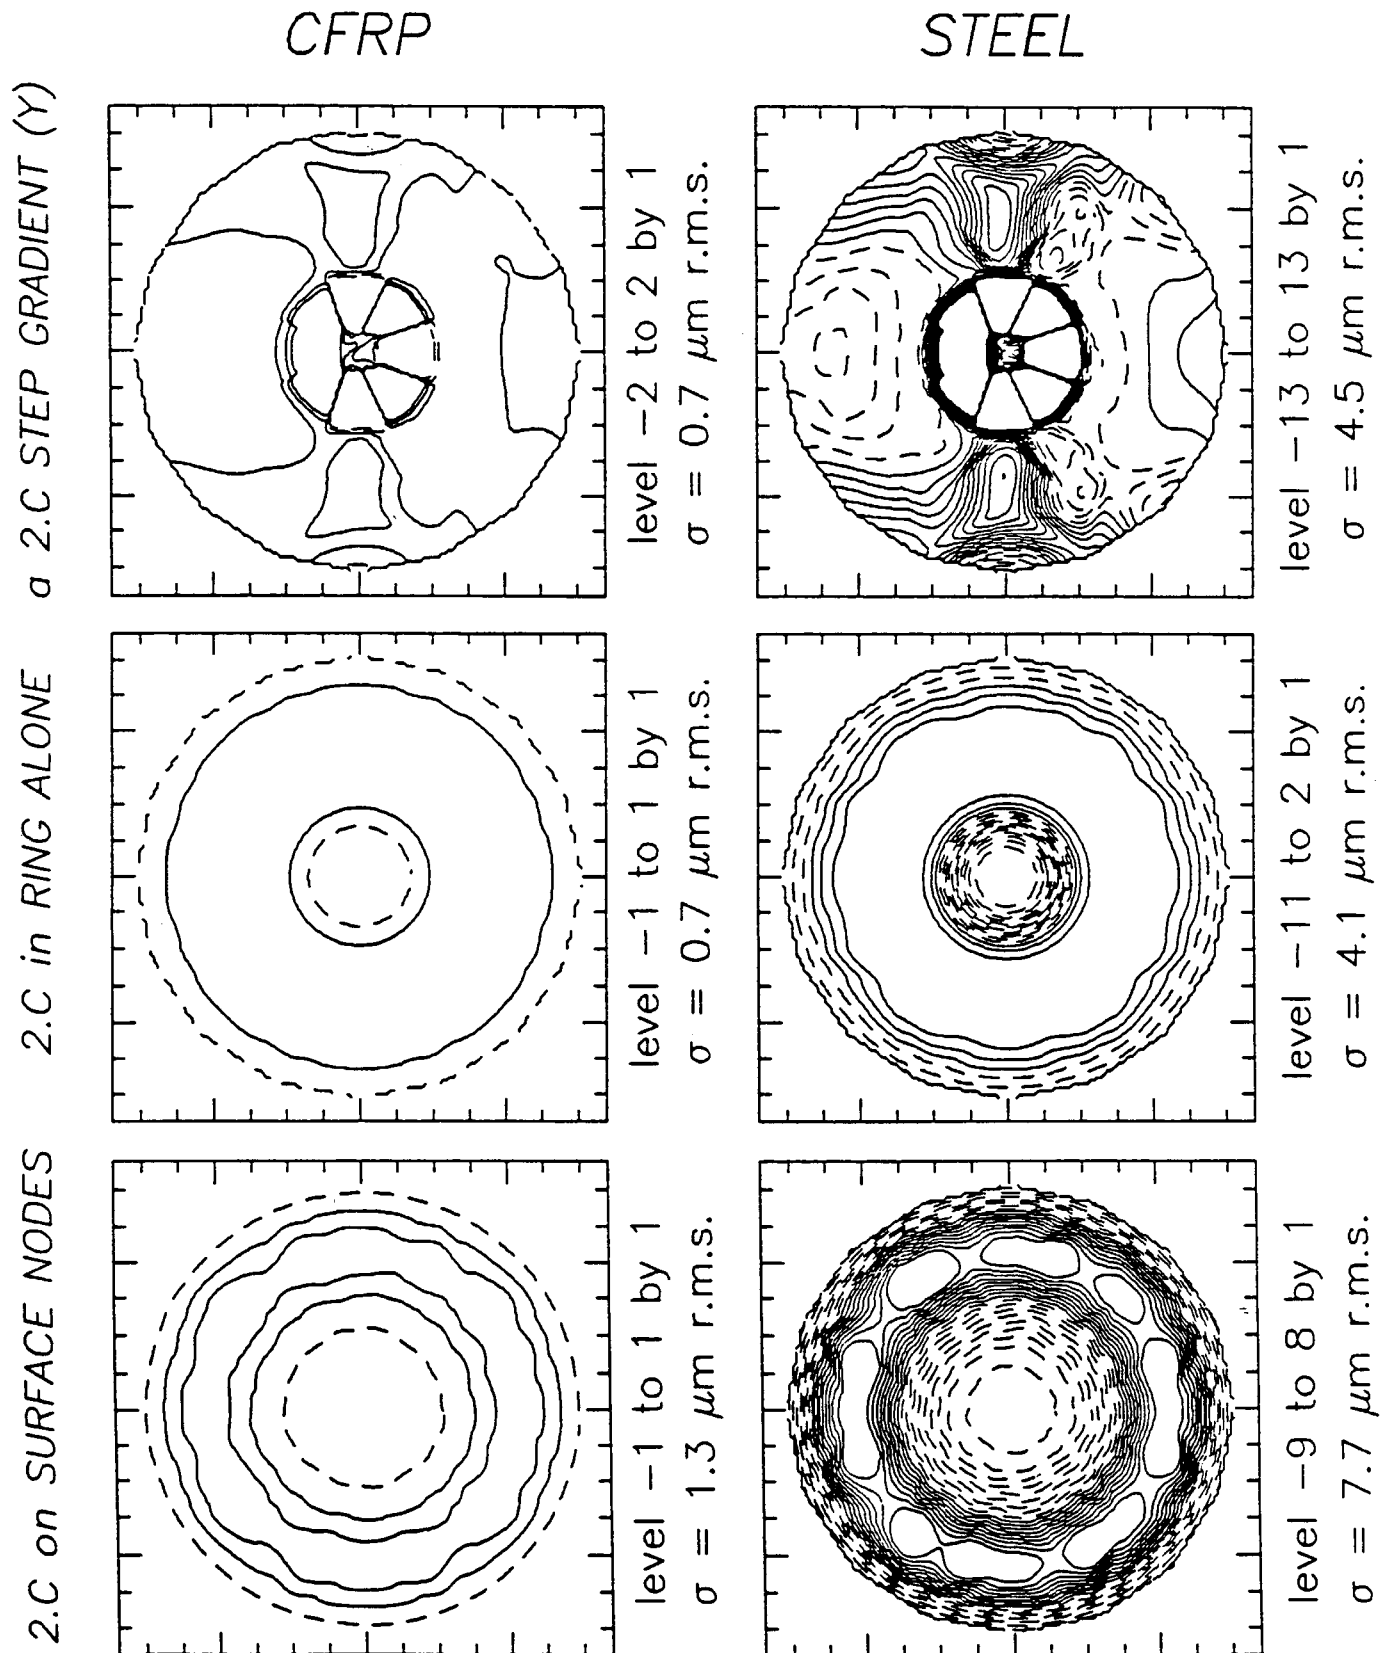 CFRP
STEEL
a 2.C STEP GRADIENT (Y)
level −2 to 2 by 1
σ = 0.7 μm r.m.s.
level −13 to 13 by 1
σ = 4.5 μm r.m.s.
2.C in RING ALONE
level −1 to 1 by 1
σ = 0.7 μm r.m.s.
level −11 to 2 by 1
σ = 4.1 μm r.m.s.
2.C on SURFACE NODES
level −1 to 1 by 1
σ = 1.3 μm r.m.s.
level −9 to 8 by 1
σ = 7.7 μm r.m.s.